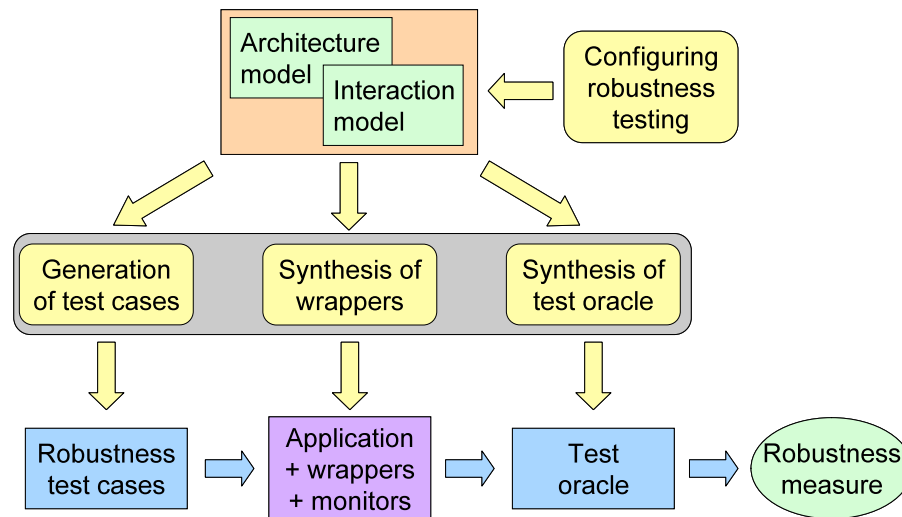 Architecture
model
Interaction
model
Configuring
robustness
testing
Generation
of test cases
Synthesis of
wrappers
Synthesis of
test oracle
Robustness
test cases
Application
+ wrappers
+ monitors
Test
oracle
Robustness
measure